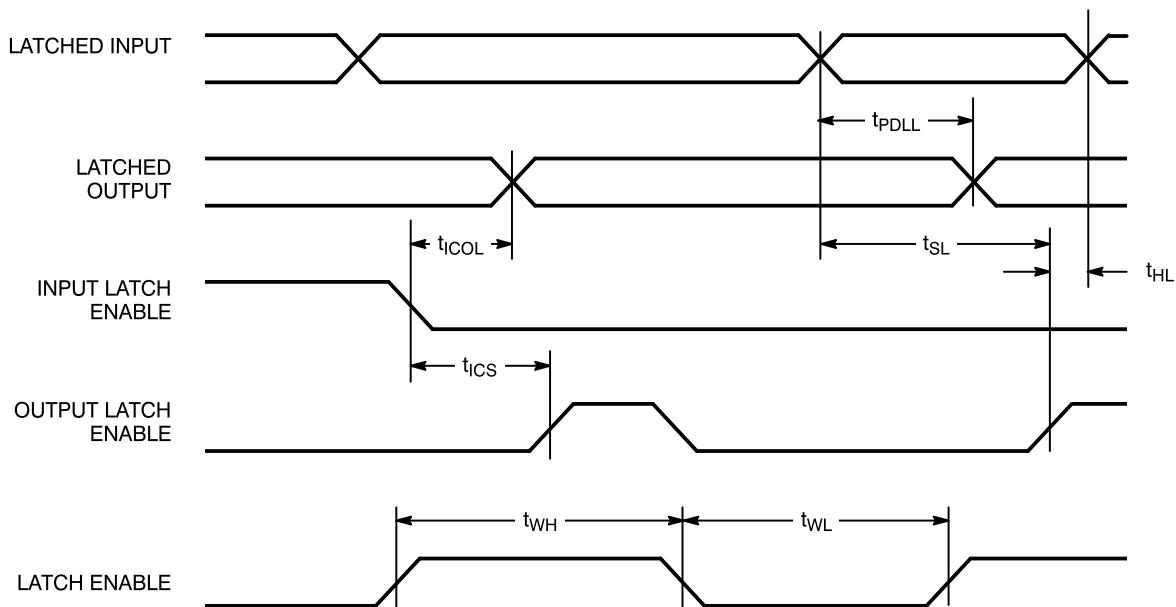 LATCHED INPUT
tPDLL
LATCHED
OUTPUT
tICOL
tSL
tHL
INPUT LATCH
ENABLE
tICS
OUTPUT LATCH
ENABLE
tWH
tWL
LATCH ENABLE